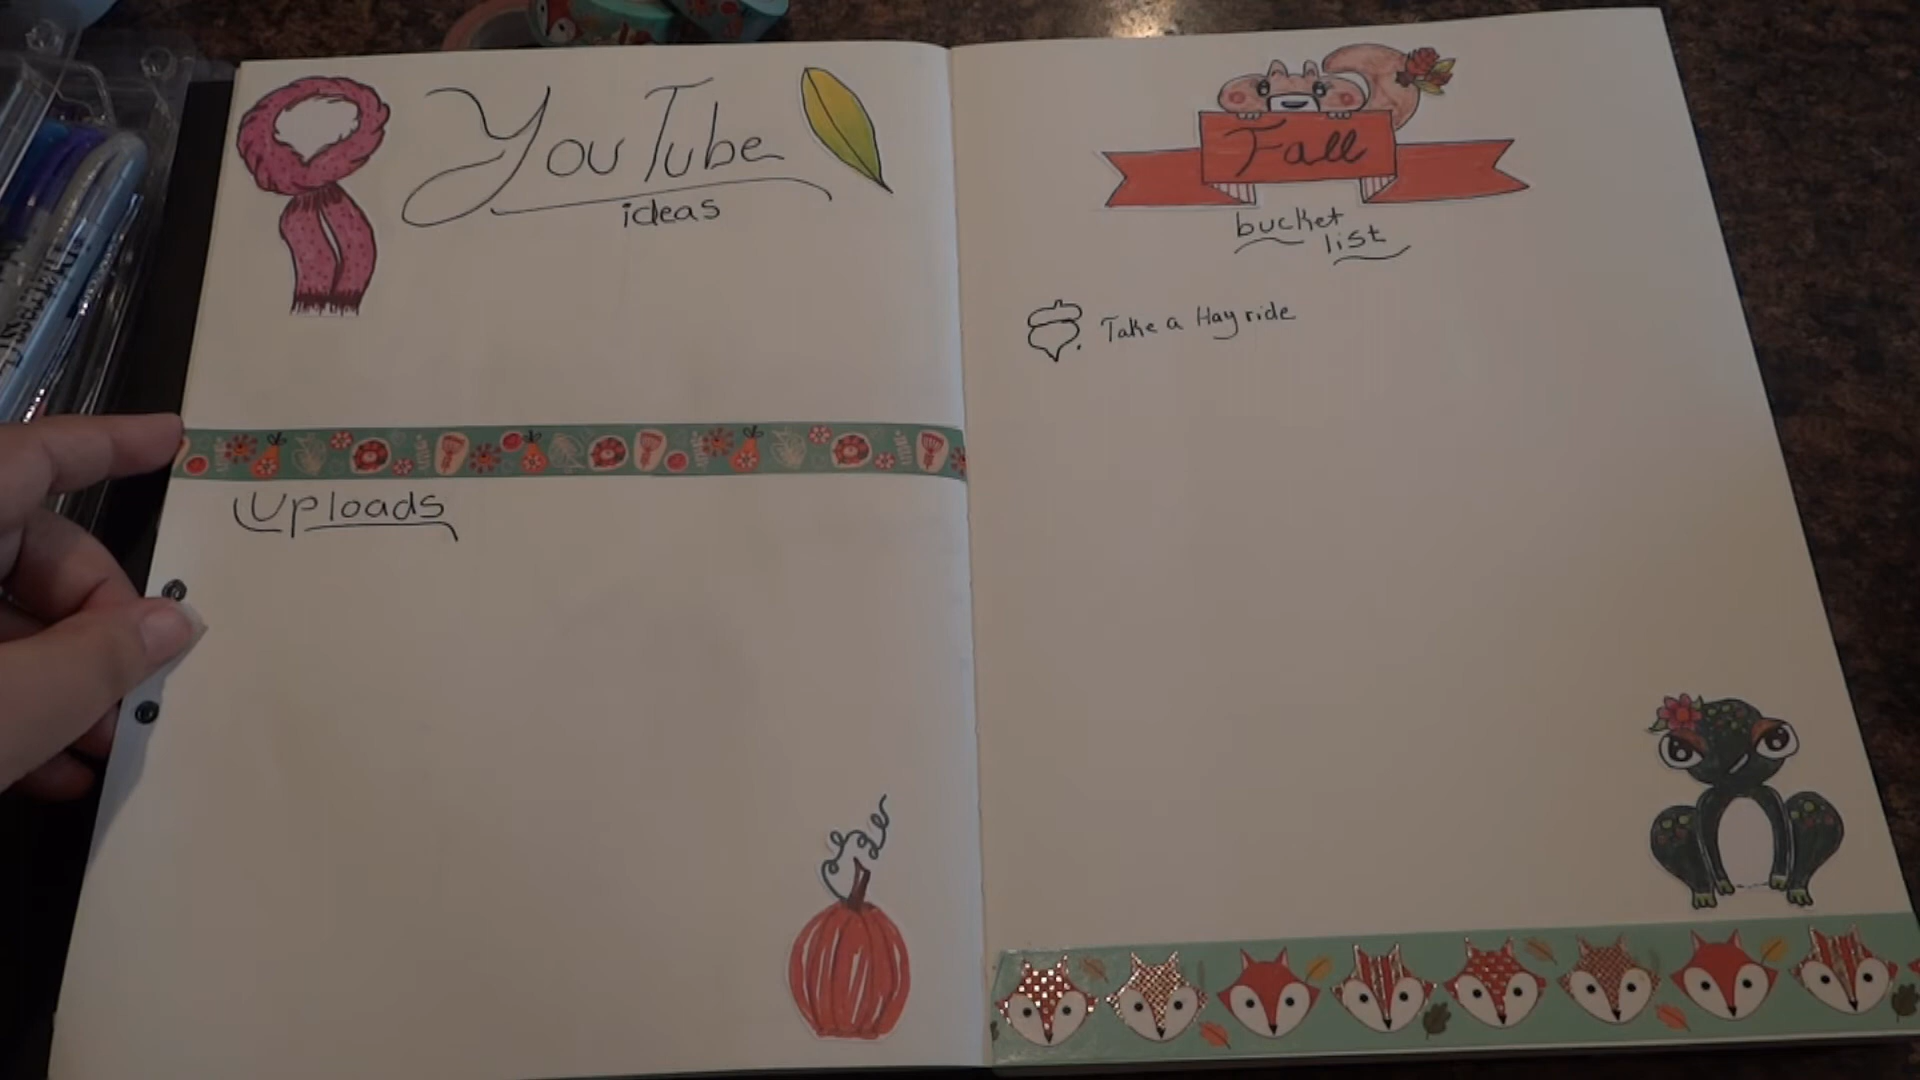 YouTube
ideas
Uploads
Fall
bucket
list
Take a Hay ride